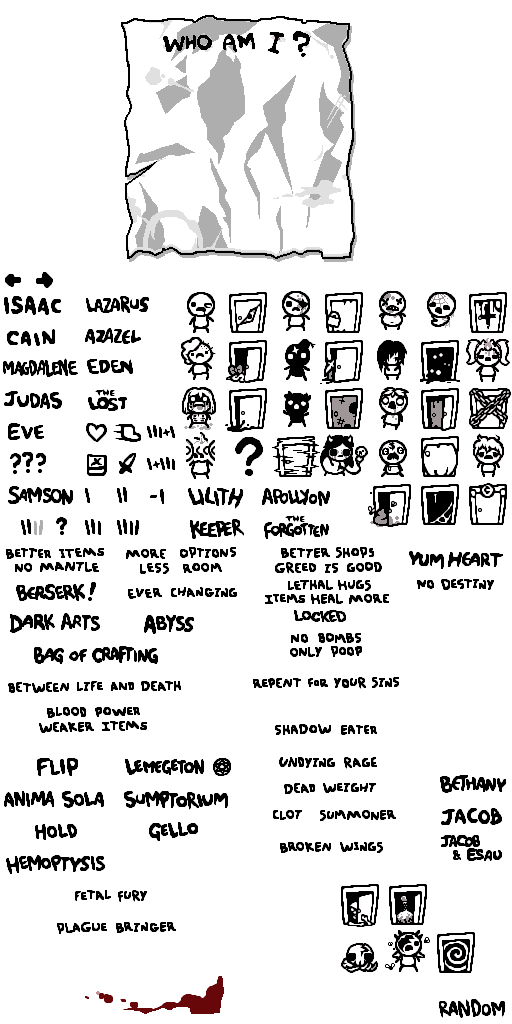 WHO AM I ?
ISAAC LAZARUS
CAIN AZAZEL
MAGDALENE EDEN
JUDAS THE LOST
EVE
??? ?
SAMSON LILITH APOLLYON
? KEEPER THE FORGOTTEN
BETTER ITEMS
NO MANTLE
MORE OPTIONS
LESS ROOM
BETTER SHOPS
GREED IS GOOD
YUM HEART
BERSERK!
EVER CHANGING
LETHAL HUGS
ITEMS HEAL MORE
NO DESTINY
DARK ARTS
ABYSS
LOCKED
NO BOMBS
ONLY POOP
BAG OF CRAFTING
BETWEEN LIFE AND DEATH
REPENT FOR YOUR SINS
BLOOD POWER
WEAKER ITEMS
SHADOW EATER
FLIP
LEMEGETON
UNDYING RAGE
DEAD WEIGHT
BETHANY
ANIMA SOLA
SUMPTORIUM
CLOT SUMMONER
JACOB
HOLD
GELLO
BROKEN WINGS
JACOB
& ESAU
HEMOPTYSIS
FETAL FURY
PLAGUE BRINGER
RANDOM